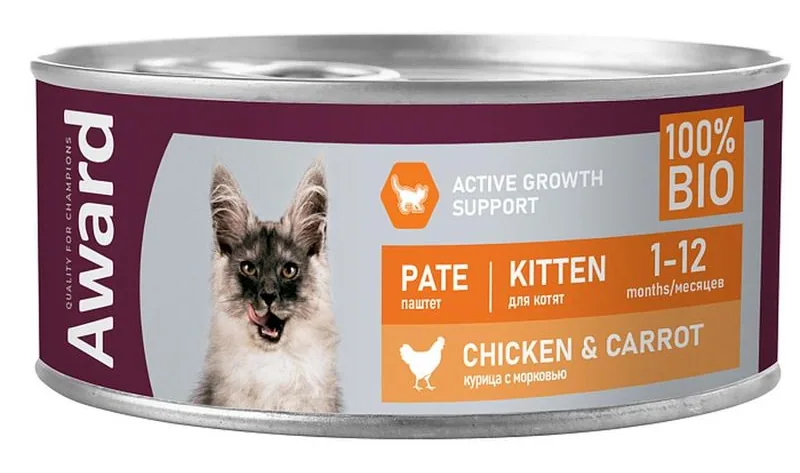 Award
QUALITY FOR CHAMPIONS
ACTIVE GROWTH
SUPPORT
100%
BIO
PATE
паштет
KITTEN
для котят
1-12
months/месяцев
CHICKEN & CARROT
курица с морковью